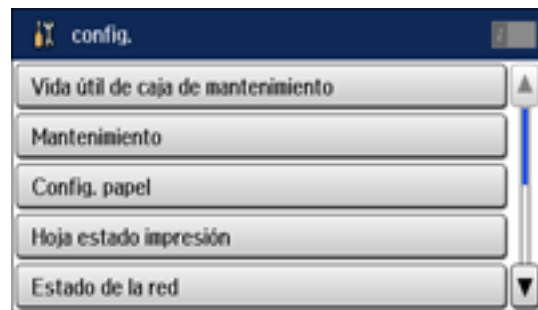 config.
Vida útil de caja de mantenimiento
Mantenimiento
Config. papel
Hoja estado impresión
Estado de la red